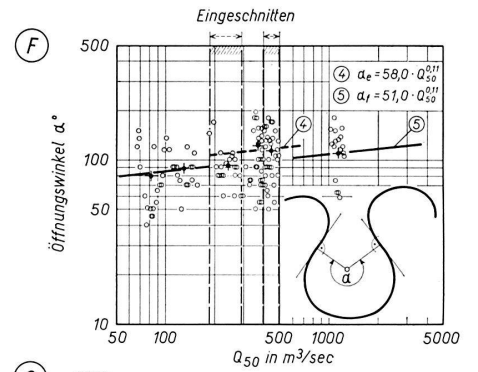 Eingeschnitten
F
500
④ αe = 58,0 · Q50^0,11
⑤ αf = 51,0 · Q50^0,11
④
⑤
100
50
10
Öffnungswinkel α°
α
50 100 500 1000 5000
Q50 in m³/sec